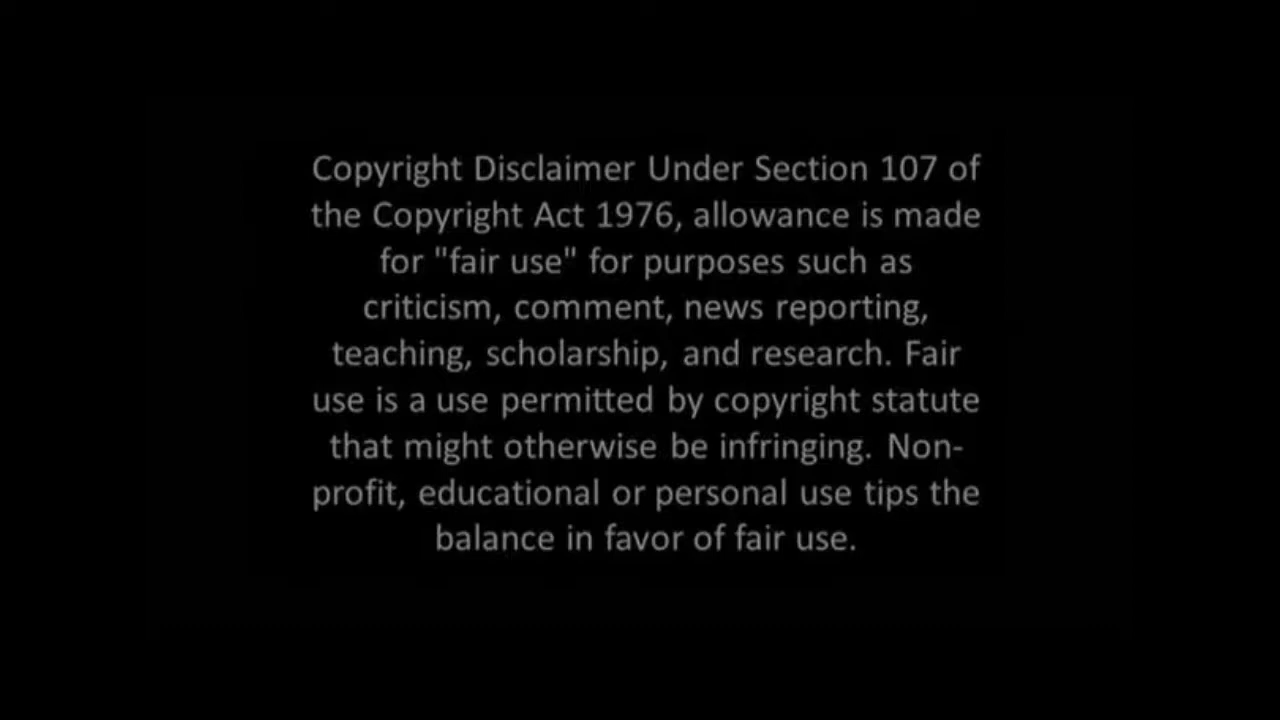 Copyright Disclaimer Under Section 107 of
the Copyright Act 1976, allowance is made
for "fair use" for purposes such as
criticism, comment, news reporting,
teaching, scholarship, and research. Fair
use is a use permitted by copyright statute
that might otherwise be infringing. Non-
profit, educational or personal use tips the
balance in favor of fair use.